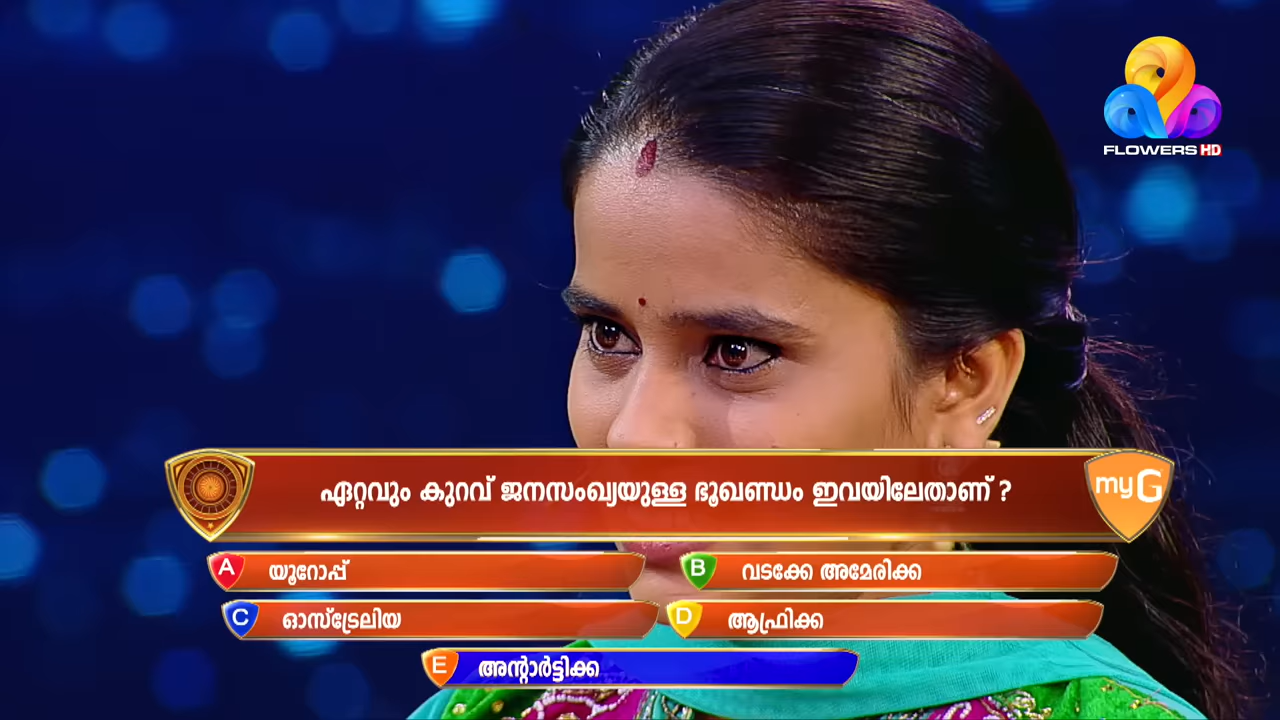 FLOWERS HD
ഏറ്റവും കുറവ് ജനസംഖ്യയുള്ള ഭൂഖണ്ഡം ഇവയിലേതാണ് ?
myG
A യൂറോപ്പ്
B വടക്കേ അമേരിക്ക
C ഓസ്ട്രേലിയ
D ആഫ്രിക്ക
E അന്റാർട്ടിക്ക